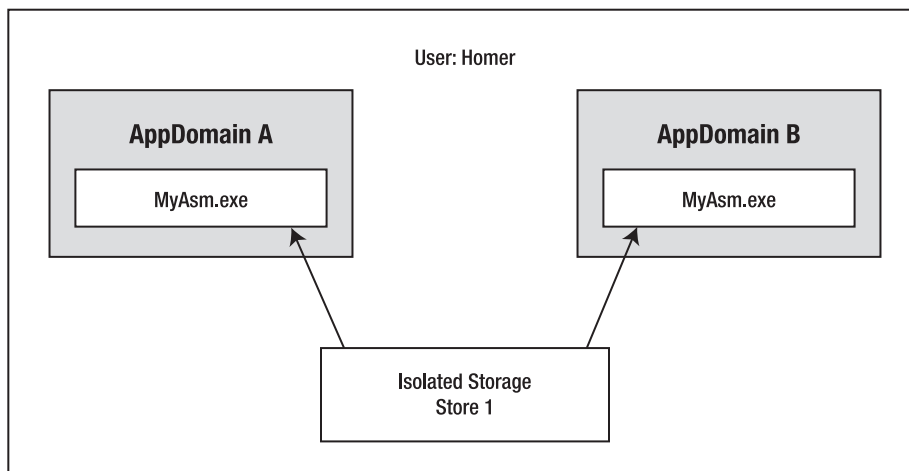 User: Homer
AppDomain A
AppDomain B
MyAsm.exe
MyAsm.exe
Isolated Storage
Store 1